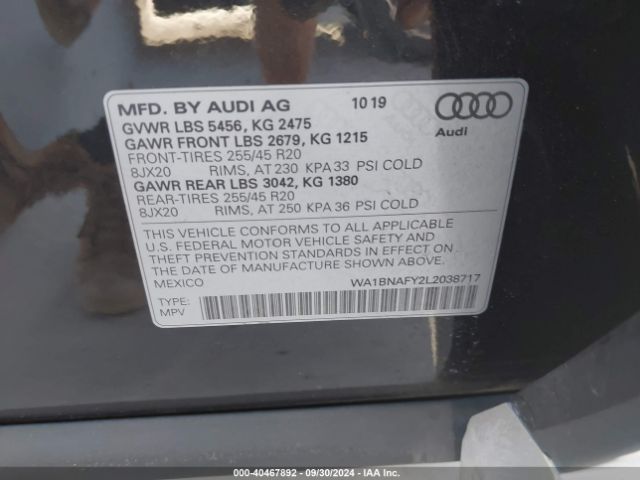 MFD. BY AUDI AG 10 19
GVWR LBS 5456, KG 2475
GAWR FRONT LBS 2679, KG 1215
FRONT-TIRES 255/45 R20
8JX20 RIMS, AT 230 KPA 33 PSI COLD
GAWR REAR LBS 3042, KG 1380
REAR-TIRES 255/45 R20
8JX20 RIMS, AT 250 KPA 36 PSI COLD
Audi
THIS VEHICLE CONFORMS TO ALL APPLICABLE
U.S. FEDERAL MOTOR VEHICLE SAFETY AND
THEFT PREVENTION STANDARDS IN EFFECT ON
THE DATE OF MANUFACTURE SHOWN ABOVE.
MEXICO WA1BNAFY2L2038717
TYPE:
MPV
000-40467892 - 09/30/2024 - IAA Inc.